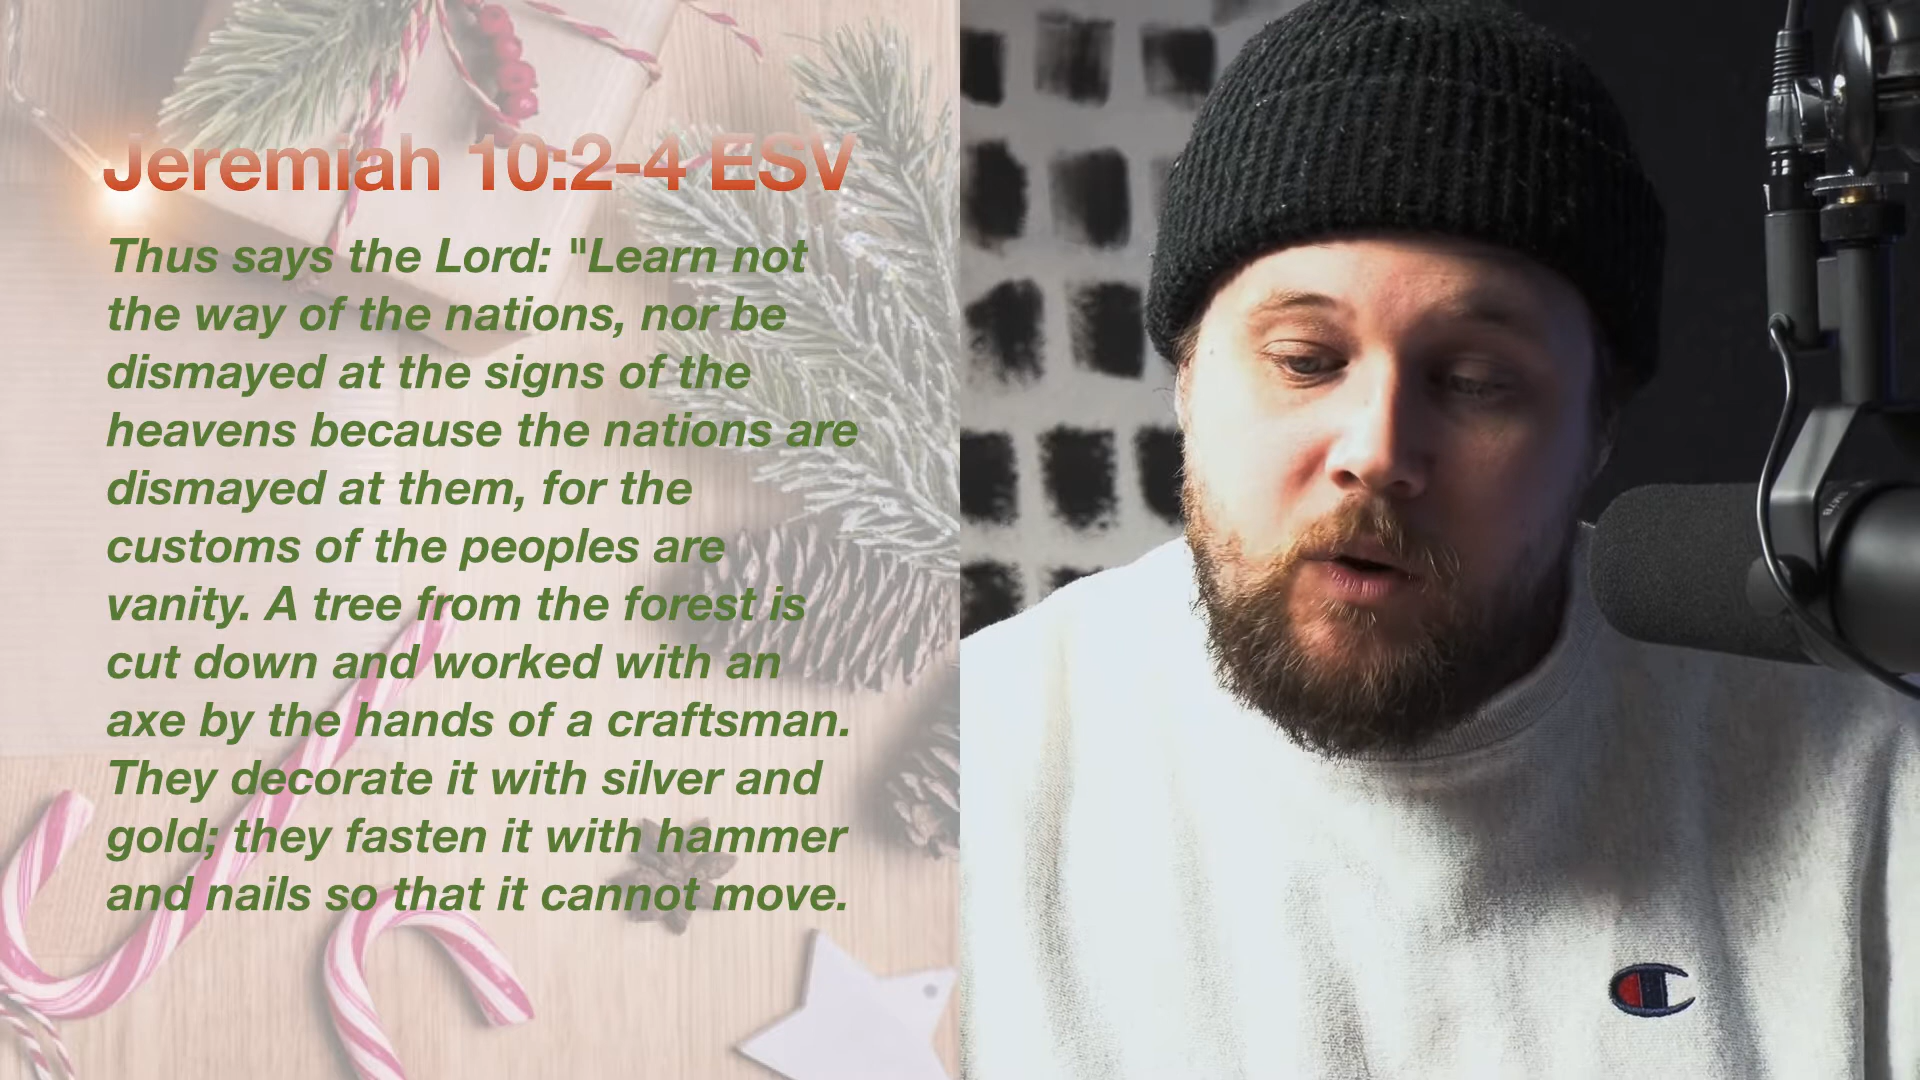 Jeremiah 10:2-4 ESV
Thus says the Lord: "Learn not
the way of the nations, nor be
dismayed at the signs of the
heavens because the nations are
dismayed at them, for the
customs of the peoples are
vanity. A tree from the forest is
cut down and worked with an
axe by the hands of a craftsman.
They decorate it with silver and
gold; they fasten it with hammer
and nails so that it cannot move.